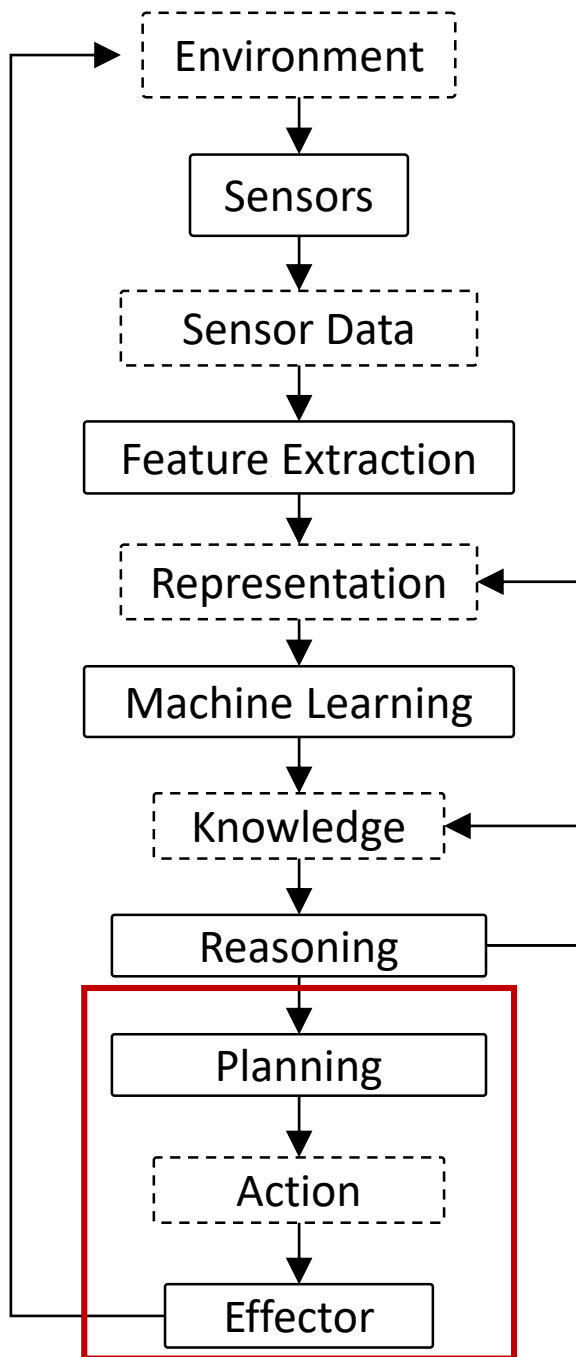 Environment
Sensors
Sensor Data
Feature Extraction
Representation
Machine Learning
Knowledge
Reasoning
Planning
Action
Effector